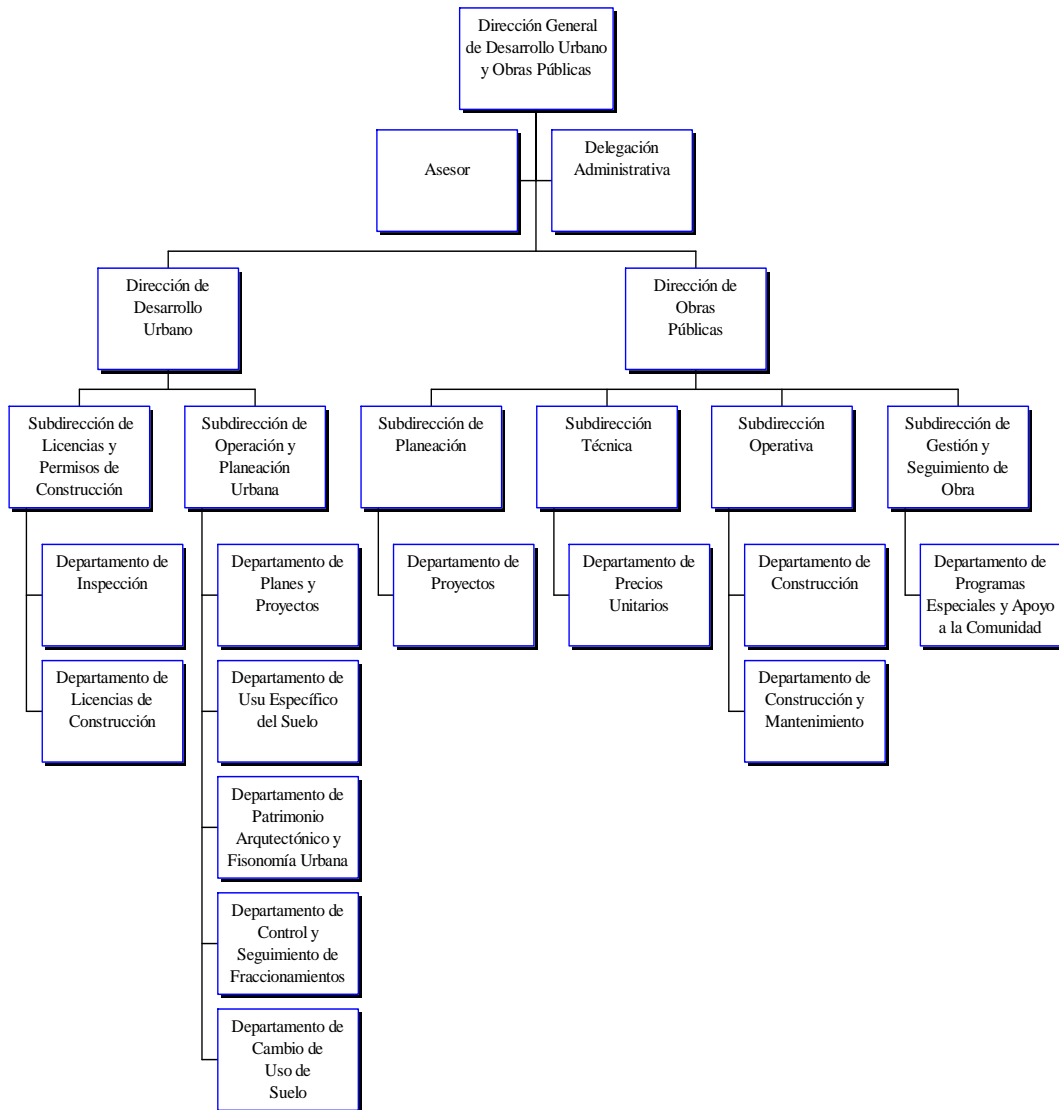 Dirección General
de Desarrollo Urbano
y Obras Públicas
Asesor
Delegación
Administrativa
Dirección de
Desarrollo
Urbano
Dirección de
Obras
Públicas
Subdirección de
Licencias y
Permisos de
Construcción
Subdirección de
Operación y
Planeación
Urbana
Subdirección de
Planeación
Subdirección
Técnica
Subdirección
Operativa
Subdirección de
Gestión y
Seguimiento de
Obra
Departamento de
Inspección
Departamento de
Planes y
Proyectos
Departamento de
Proyectos
Departamento de
Precios
Unitarios
Departamento de
Construcción
Departamento de
Programas
Especiales y Apoyo
a la Comunidad
Departamento de
Licencias de
Construcción
Departamento de
Usu Específico
del Suelo
Departamento de
Construcción y
Mantenimiento
Departamento de
Patrimonio
Arqutectónico y
Fisonomía Urbana
Departamento de
Control y
Seguimiento de
Fraccionamientos
Departamento de
Cambio de
Uso de
Suelo